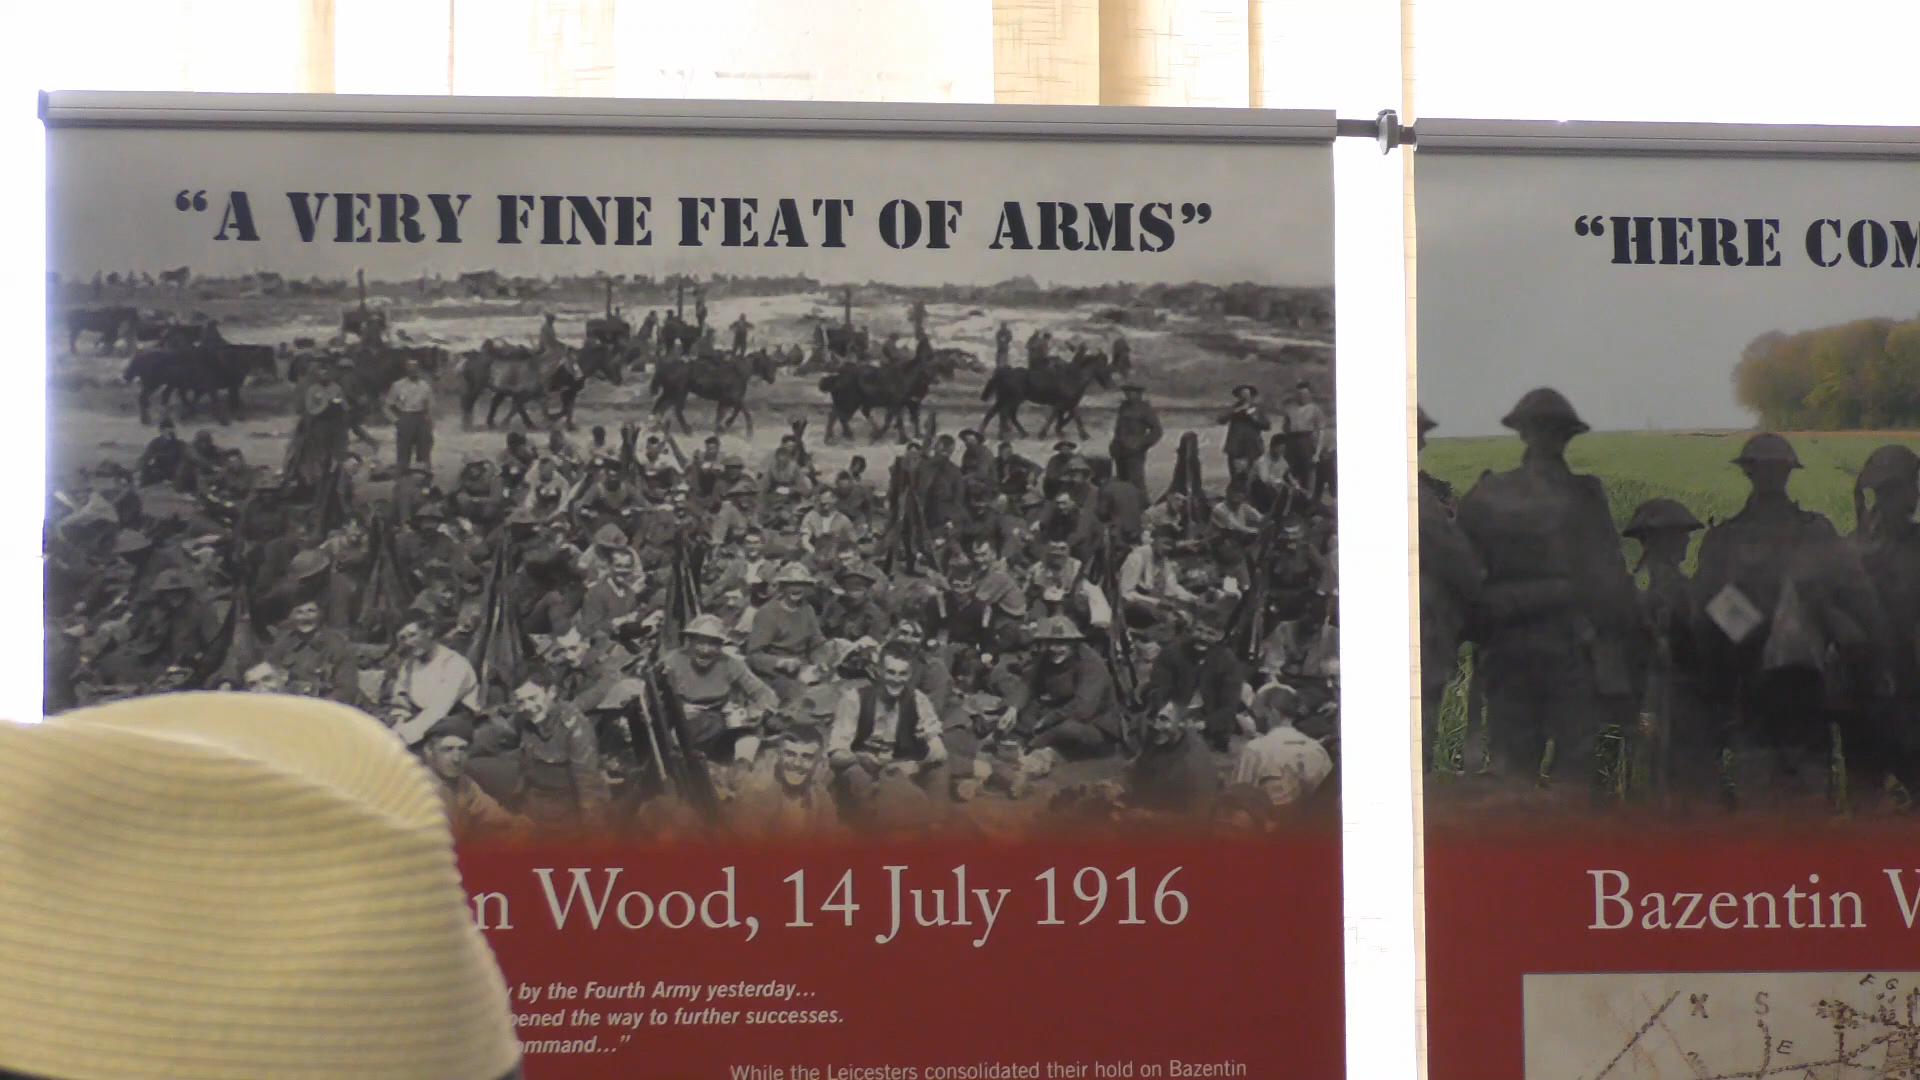 “A VERY FINE FEAT OF ARMS”
n Wood, 14 July 1916
by the Fourth Army yesterday...
pened the way to further successes.
ommand...”
While the Leicesters consolidated their hold on Bazentin
“HERE COM
Bazentin W
X S F G
E